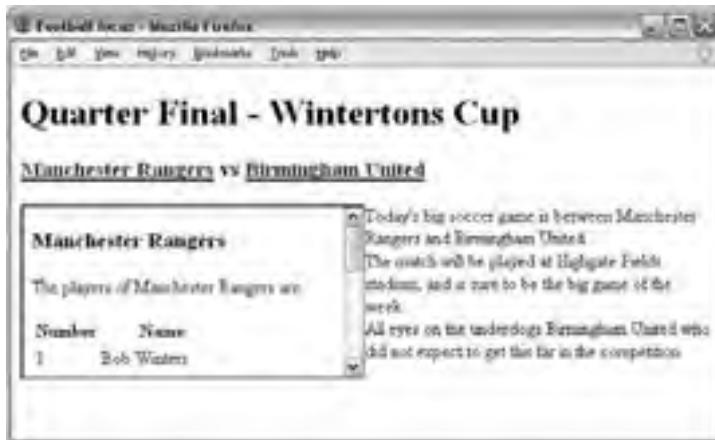 Football focus - Mozilla Firefox
File Edit View History Bookmarks Tools Help
Quarter Final - Wintertons Cup
Manchester Rangers vs Birmingham United
Manchester Rangers
The players of Manchester Rangers are:
Number Name
1 Bob Winters
Today's big soccer game is between Manchester
Rangers and Birmingham United.
The match will be played at Highgate Fields
stadium, and is sure to be the big game of the
week.
All eyes on the underdogs Birmingham United who
did not expect to get this far in the competition.